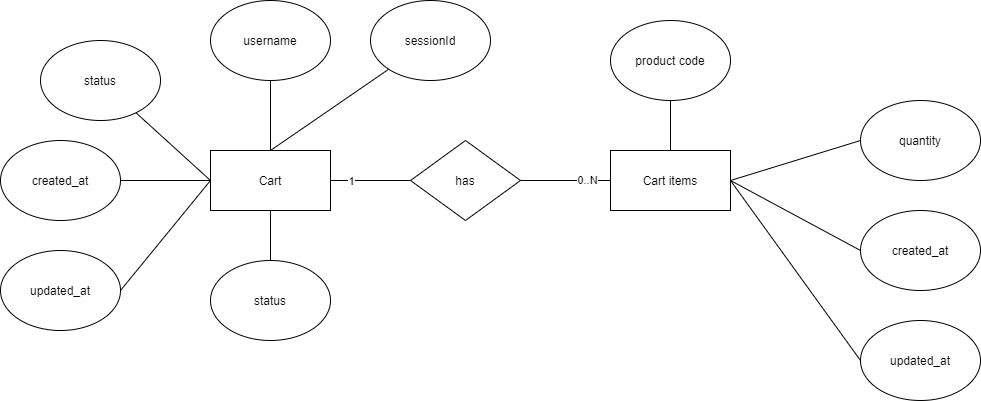 username
sessionId
status
product code
quantity
created_at
Cart
1
has
0..N
Cart items
created_at
updated_at
status
updated_at